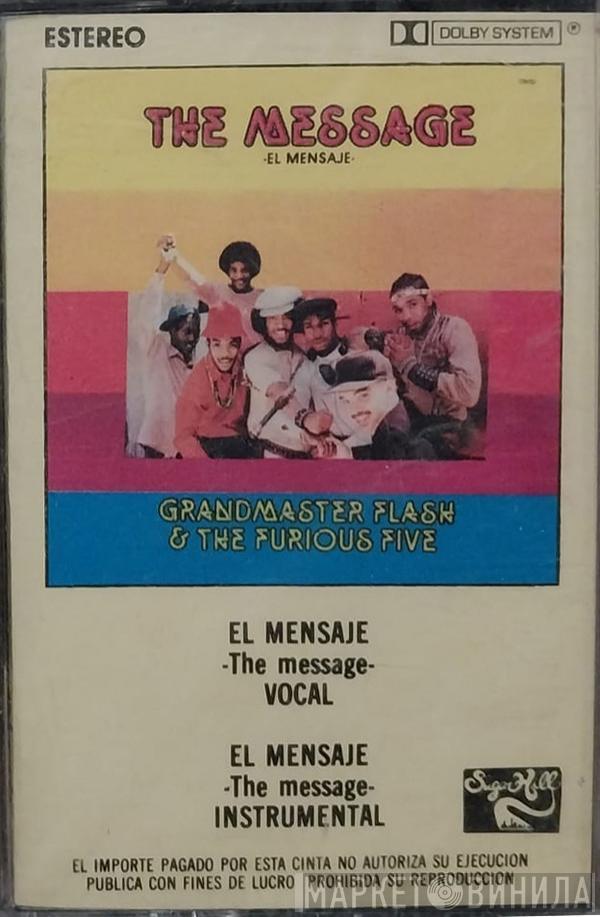 ESTEREO
DOLBY SYSTEM ®
THE MESSAGE
-EL MENSAJE-
GRANDMASTER FLASH
& THE FURIOUS FIVE
EL MENSAJE
-The message-
VOCAL
EL MENSAJE
-The message-
INSTRUMENTAL
Sugar Hill
EL IMPORTE PAGADO POR ESTA CINTA NO AUTORIZA SU EJECUCION
PUBLICA CON FINES DE LUCRO PROHIBIDA SU REPRODUCCION
МАРКЕТ ВИНИЛА